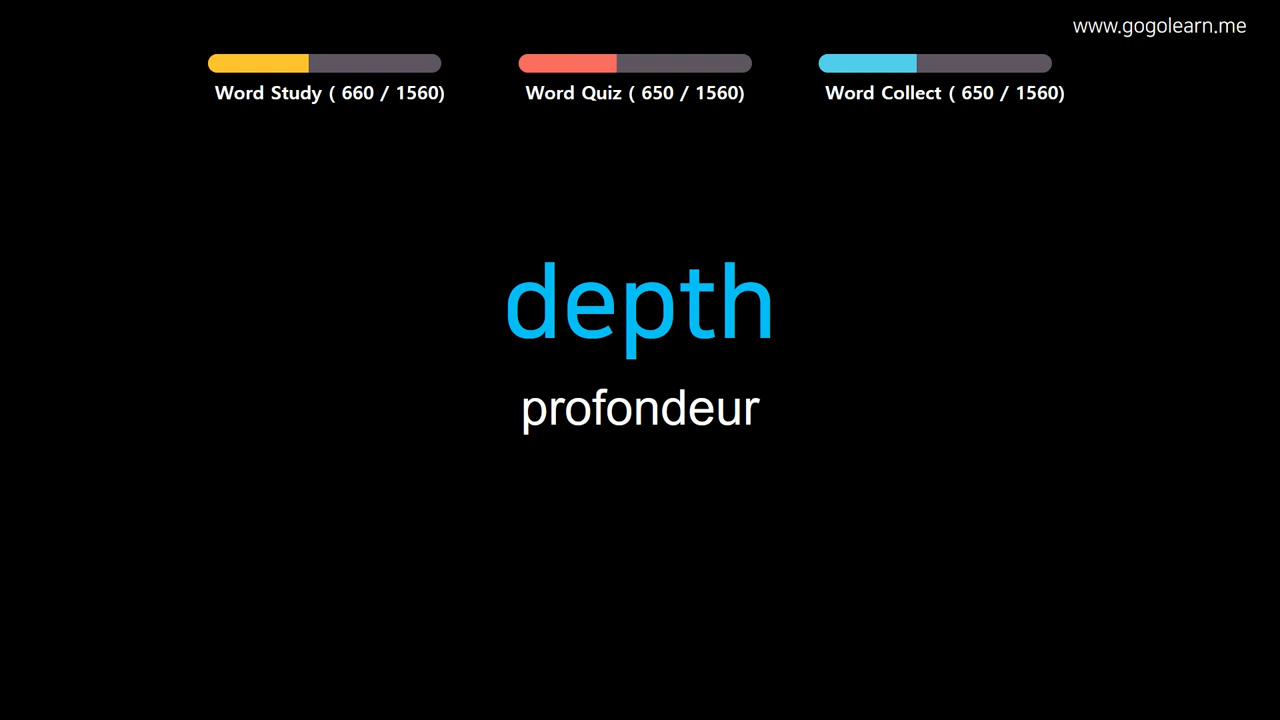 www.gogolearn.me
Word Study ( 660 / 1560)
Word Quiz ( 650 / 1560)
Word Collect ( 650 / 1560)
depth
profondeur